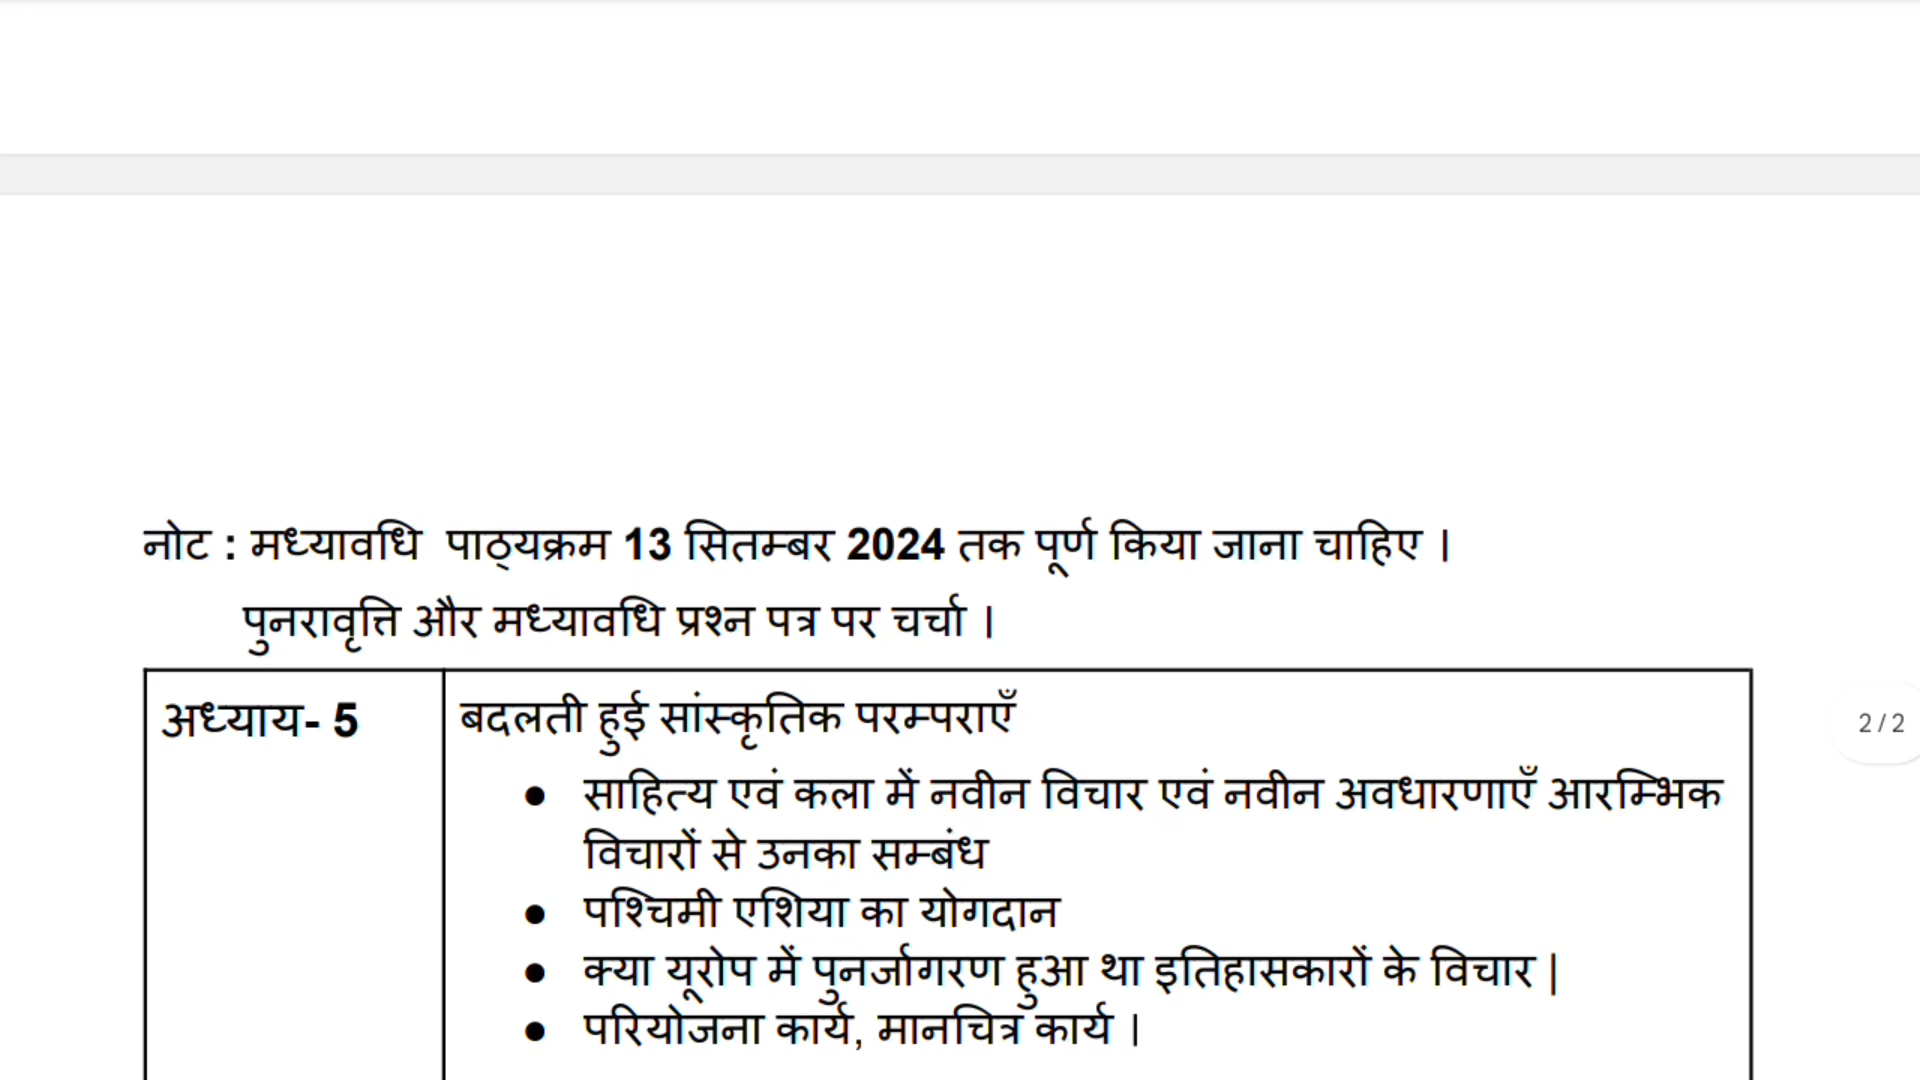 नोट : मध्यावधि पाठ्यक्रम 13 सितम्बर 2024 तक पूर्ण किया जाना चाहिए ।
पुनरावृत्ति और मध्यावधि प्रश्न पत्र पर चर्चा ।
अध्याय- 5
बदलती हुई सांस्कृतिक परम्पराएँ
● साहित्य एवं कला में नवीन विचार एवं नवीन अवधारणाएँ आरम्भिक
विचारों से उनका सम्बंध
● पश्चिमी एशिया का योगदान
● क्या यूरोप में पुनर्जागरण हुआ था इतिहासकारों के विचार |
● परियोजना कार्य, मानचित्र कार्य ।
2 / 2